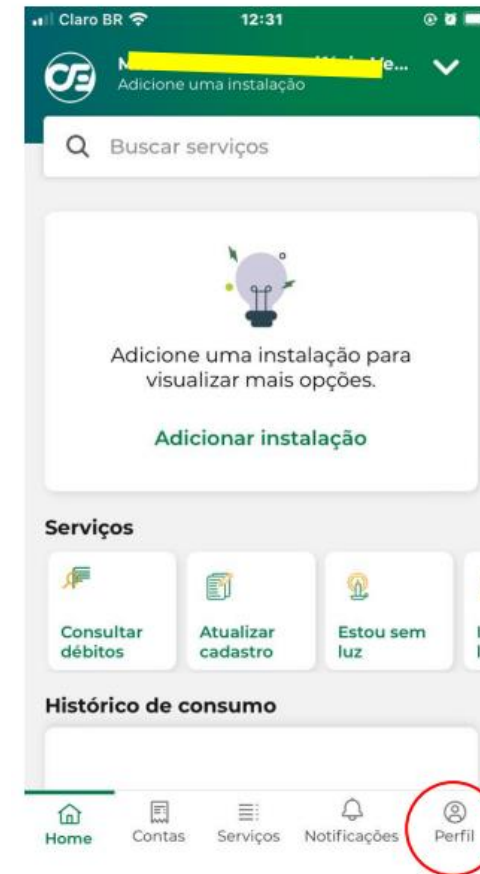 Claro BR 12:31
Adicione uma instalação
Buscar serviços
Adicione uma instalação para
visualizar mais opções.
Adicionar instalação
Serviços
Consultar
débitos
Atualizar
cadastro
Estou sem
luz
Histórico de consumo
Home Contas Serviços Notificações Perfil